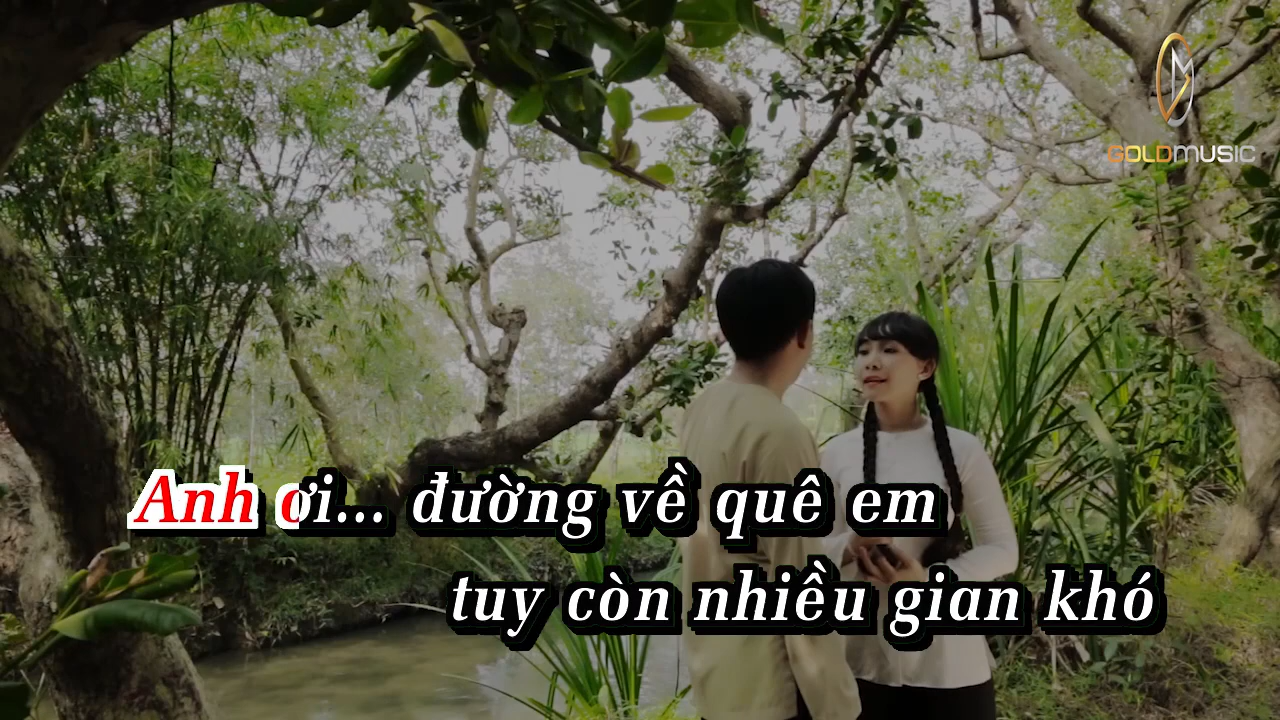 GOLDMUSIC
Anh ơi... đường về quê em
tuy còn nhiều gian khó